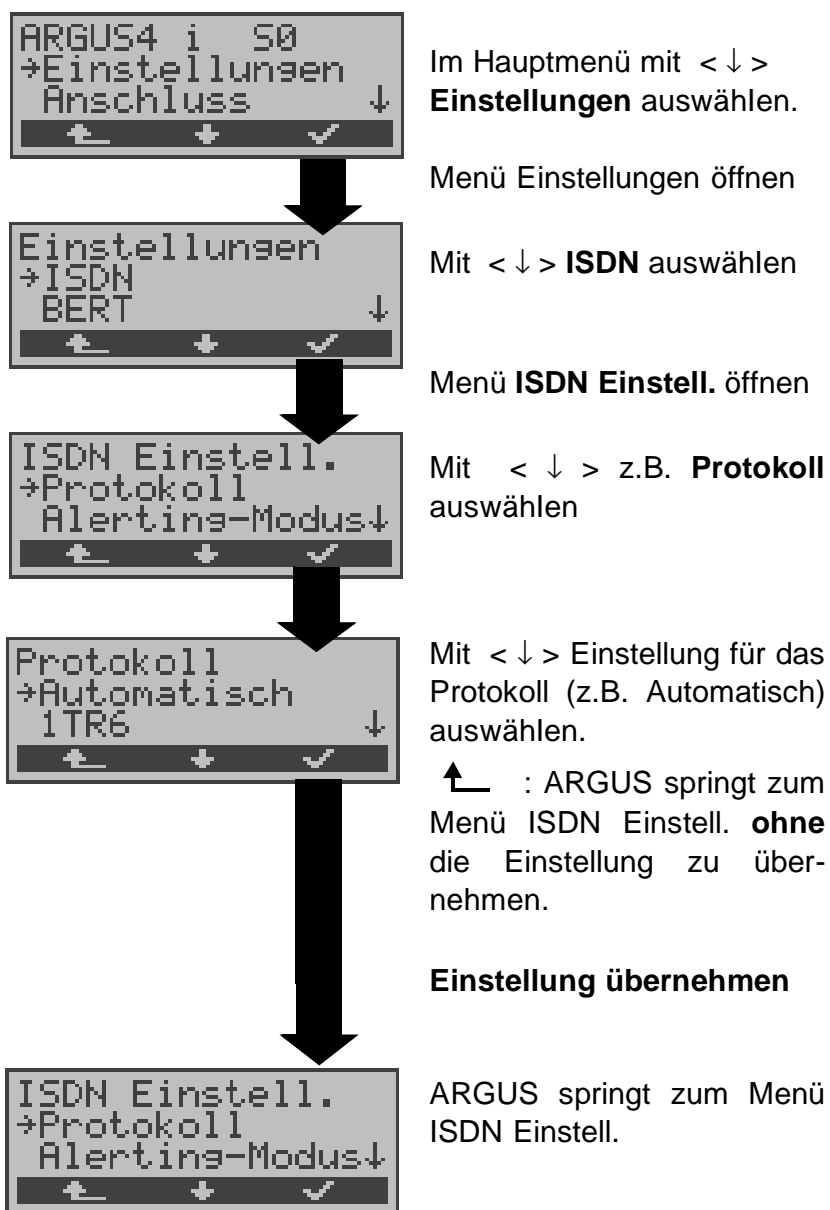 ARGUS4 i S0
→Einstellungen
Anschluss ↓
Im Hauptmenü mit < ↓ >
Einstellungen auswählen.
Menü Einstellungen öffnen
Einstellungen
→ISDN
BERT ↓
Mit < ↓ > ISDN auswählen
Menü ISDN Einstell. öffnen
ISDN Einstell.
→Protokoll
Alerting-Modus↓
Mit < ↓ > z.B. Protokoll
auswählen
Protokoll
→Automatisch
1TR6 ↓
Mit < ↓ > Einstellung für das
Protokoll (z.B. Automatisch)
auswählen.
: ARGUS springt zum
Menü ISDN Einstell. ohne
die Einstellung zu über-
nehmen.
Einstellung übernehmen
ISDN Einstell.
→Protokoll
Alerting-Modus↓
ARGUS springt zum Menü
ISDN Einstell.